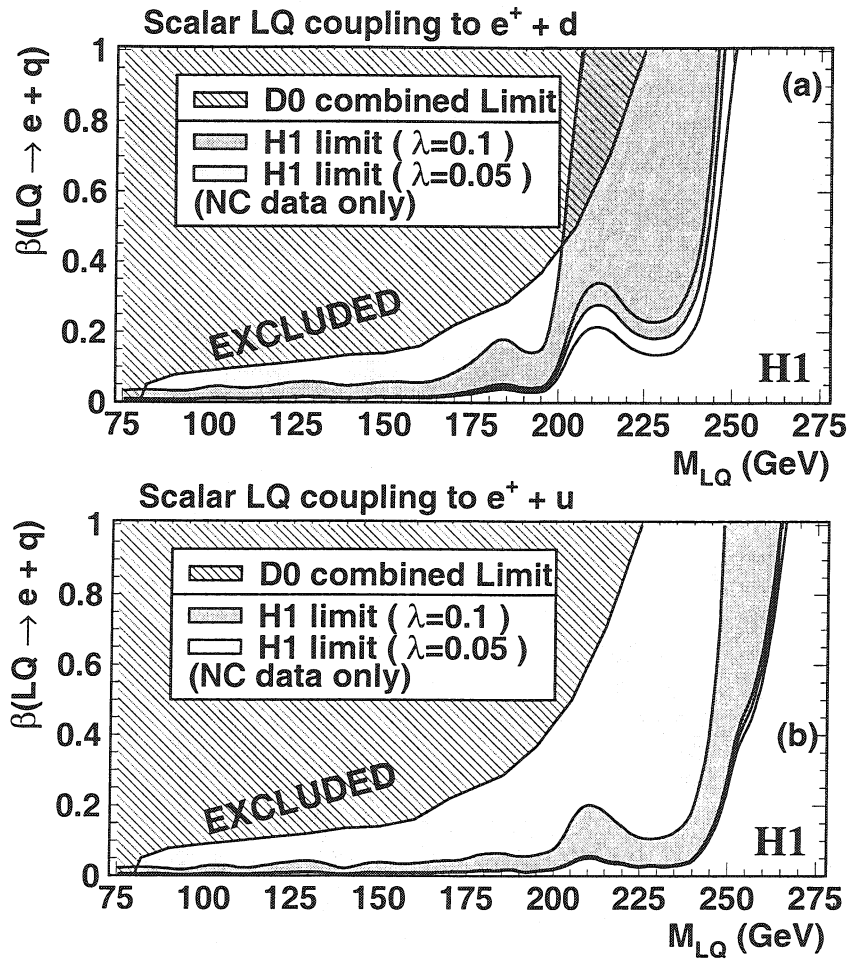 Scalar LQ coupling to e⁺ + d
β(LQ → e + q)
1
0.8
0.6
0.4
0.2
0
D0 combined Limit
H1 limit ( λ=0.1 )
H1 limit ( λ=0.05 )
(NC data only)
(a)
EXCLUDED
H1
75 100 125 150 175 200 225 250 275
M_LQ (GeV)
Scalar LQ coupling to e⁺ + u
β(LQ → e + q)
1
0.8
0.6
0.4
0.2
0
D0 combined Limit
H1 limit ( λ=0.1 )
H1 limit ( λ=0.05 )
(NC data only)
(b)
EXCLUDED
H1
75 100 125 150 175 200 225 250 275
M_LQ (GeV)